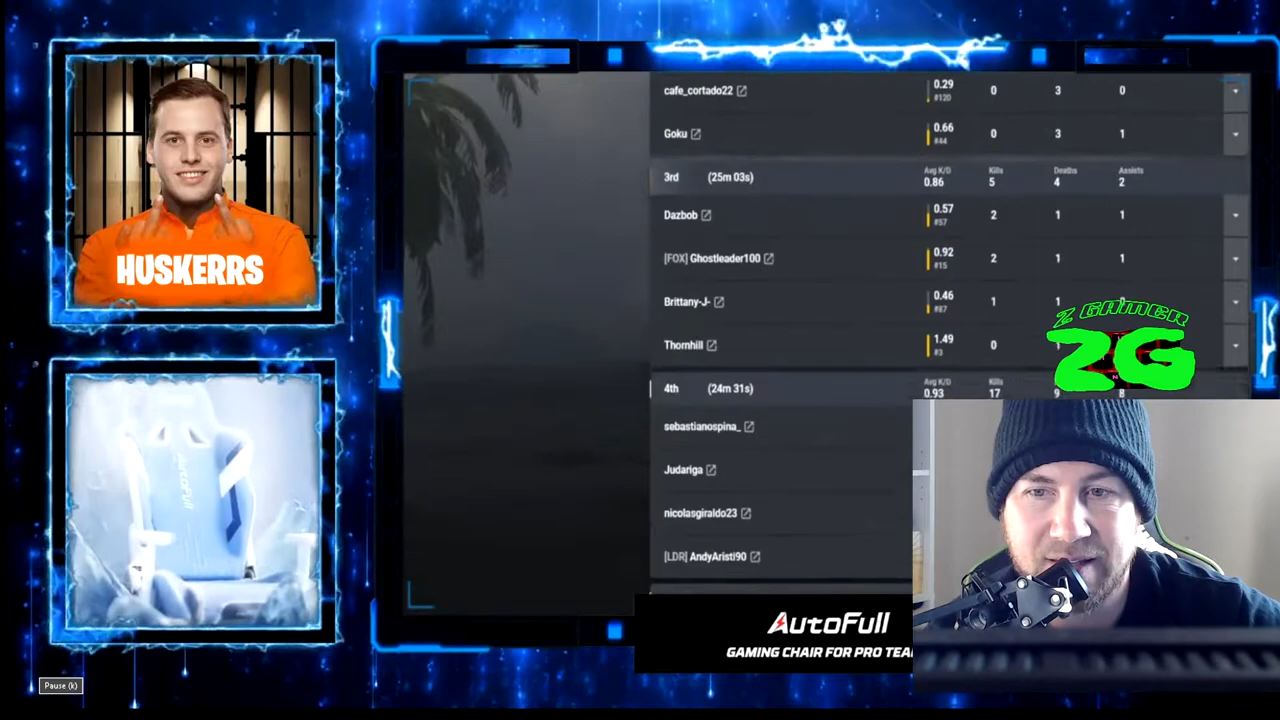 HUSKERRS
AutoFull
cafe_cortado22 0.29 #120 0 3 0
Goku 0.66 #44 0 3 1
3rd (25m 03s) Avg K/D 0.86 Kills 5 Deaths 4 Assists 2
Dazbob 0.57 #57 2 1 1
[FOX] Ghostleader100 0.92 #15 2 1 1
Brittany-J- 0.46 #87 1 1
Thornhill 1.49 #3 0
Z GAMER
ZG
4th (24m 31s) Avg K/D 0.93 Kills 17 9 8
sebastianospina_
Judariga
nicolasgiraldo23
[LDR] AndyAristi90
AutoFull
GAMING CHAIR FOR PRO TEA
Pause (k)